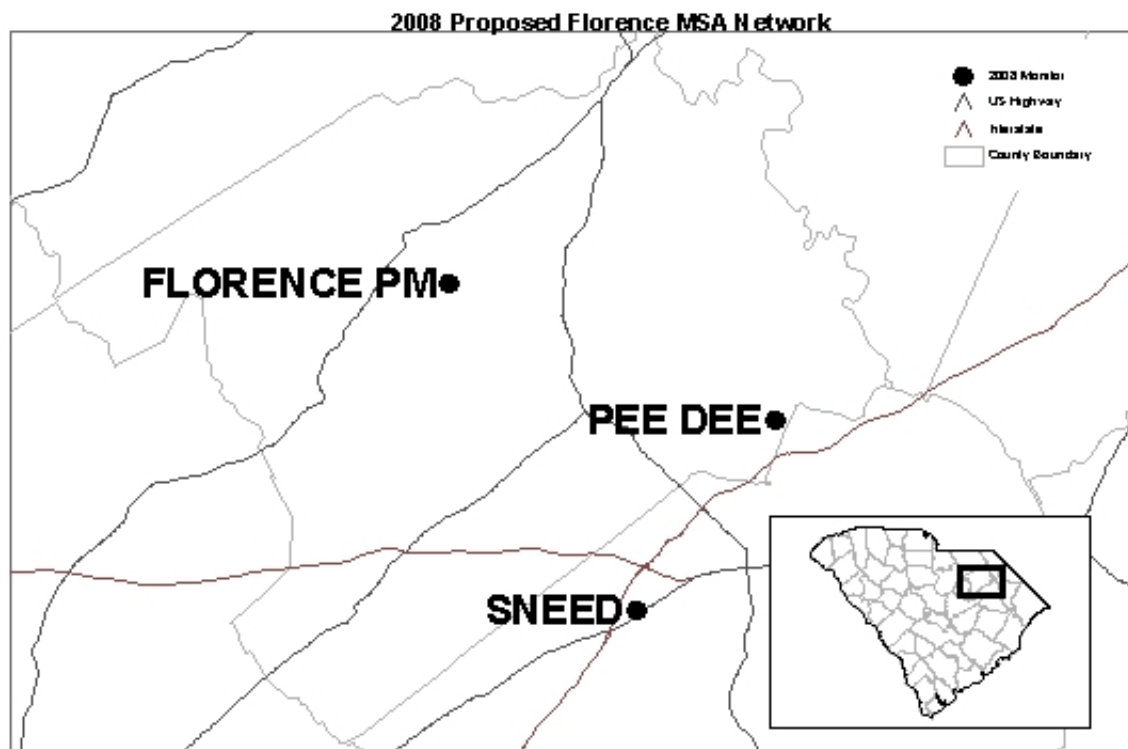 2008 Proposed Florence MSA Network
2008 Monitor
US Highway
Interstate
County Boundary
FLORENCE PM
PEE DEE
SNEED